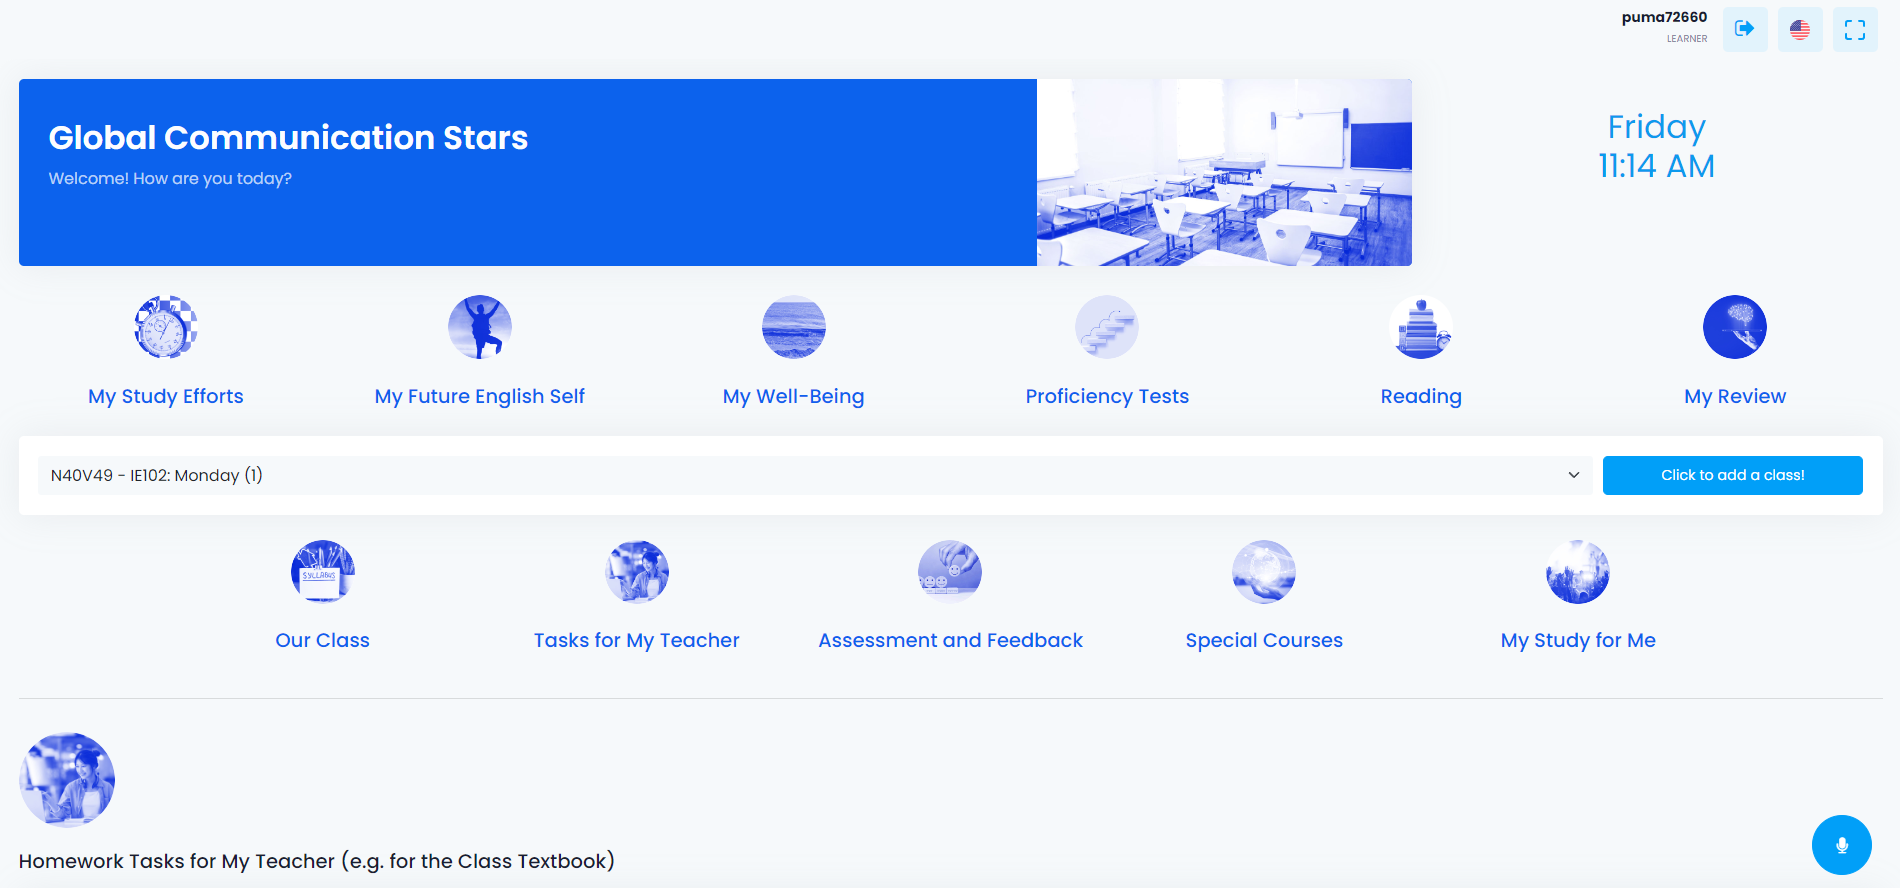 puma72660
LEARNER
Global Communication Stars
Welcome! How are you today?
Friday
11:14 AM
My Study Efforts
My Future English Self
My Well-Being
Proficiency Tests
Reading
My Review
N40V49 - IE102: Monday (1)
Click to add a class!
SYLLABUS
Our Class
Tasks for My Teacher
Assessment and Feedback
Special Courses
My Study for Me
Homework Tasks for My Teacher (e.g. for the Class Textbook)